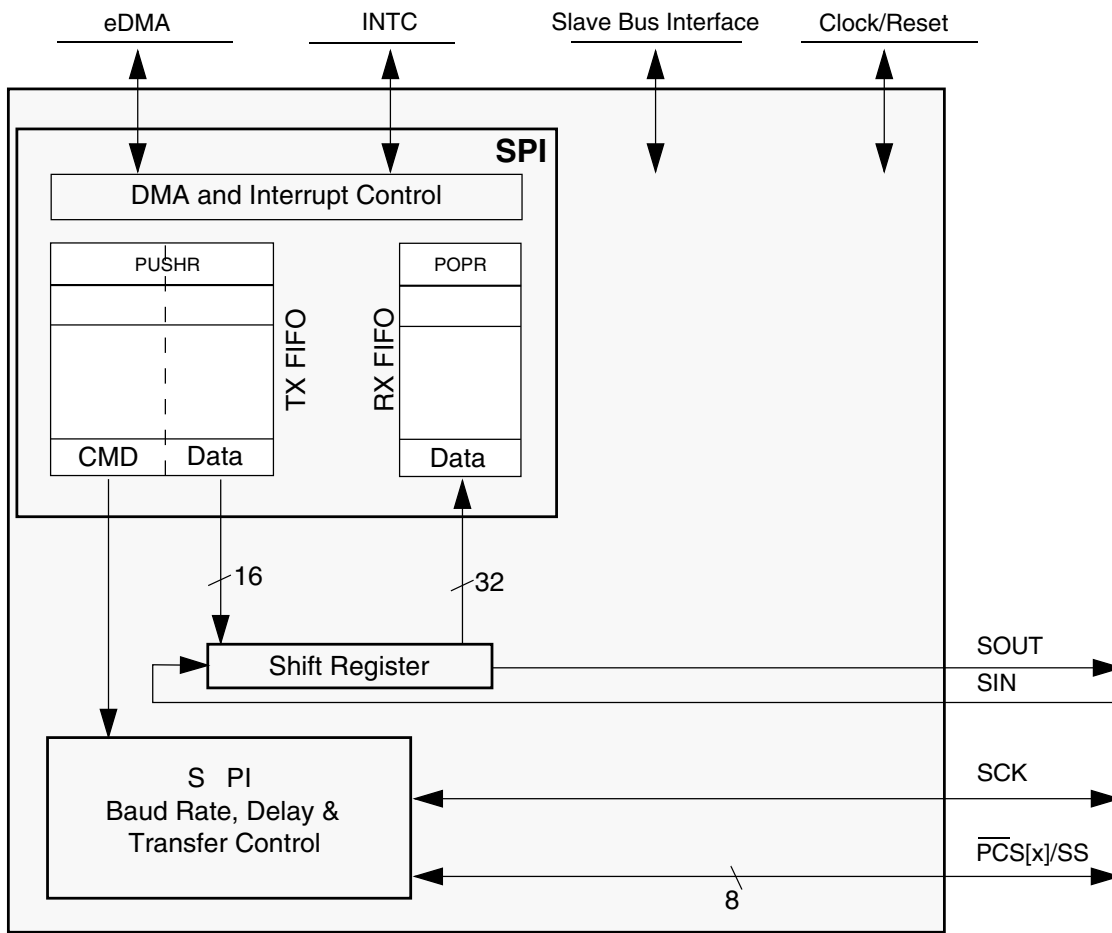 eDMA
INTC
Slave Bus Interface
Clock/Reset
SPI
DMA and Interrupt Control
PUSHR
POPR
TX FIFO
RX FIFO
CMD
Data
Data
16
32
Shift Register
SOUT
SIN
S PI
Baud Rate, Delay &
Transfer Control
SCK
PCS[x]/SS
8